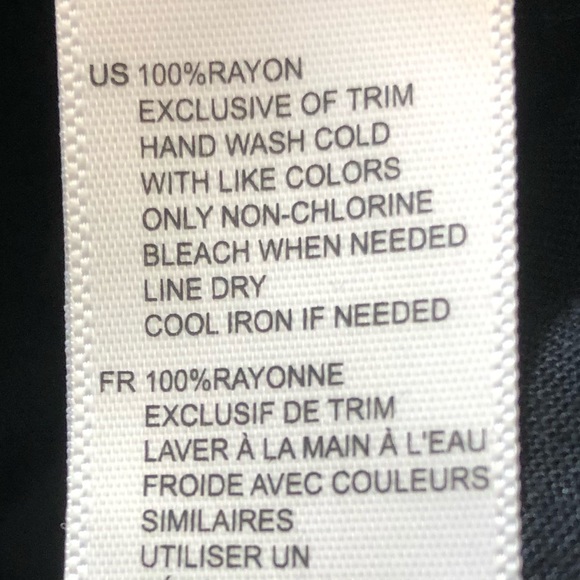 US 100%RAYON
EXCLUSIVE OF TRIM
HAND WASH COLD
WITH LIKE COLORS
ONLY NON-CHLORINE
BLEACH WHEN NEEDED
LINE DRY
COOL IRON IF NEEDED
FR 100%RAYONNE
EXCLUSIF DE TRIM
LAVER À LA MAIN À L'EAU
FROIDE AVEC COULEURS
SIMILAIRES
UTILISER UN